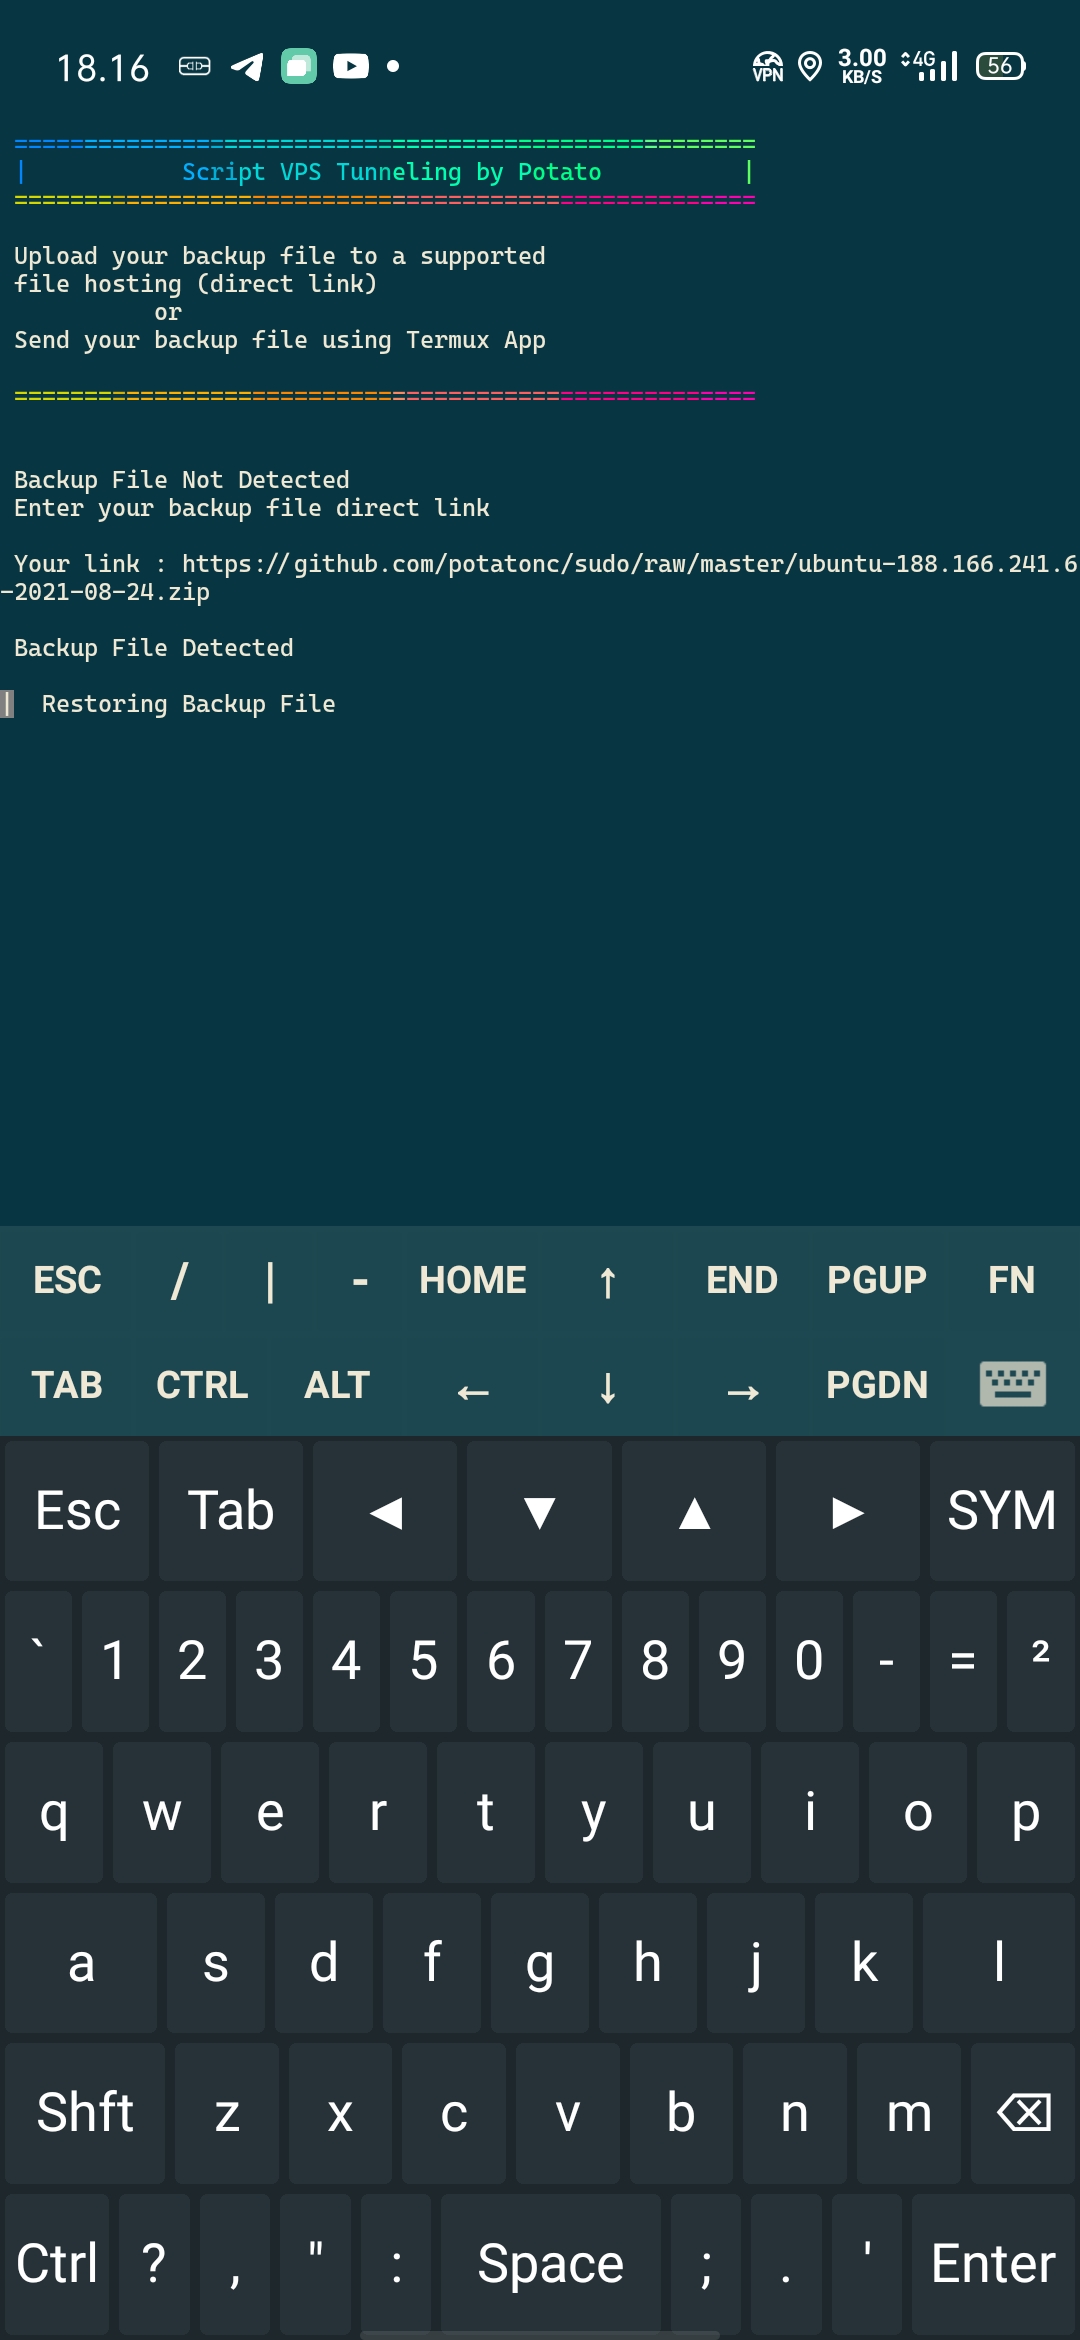 18.16
VPN
3.00
KB/S
4G
56
=====================================================
| Script VPS Tunneling by Potato |
=====================================================
Upload your backup file to a supported
file hosting (direct link)
or
Send your backup file using Termux App
=====================================================
Backup File Not Detected
Enter your backup file direct link
Your link : https://github.com/potatonc/sudo/raw/master/ubuntu-188.166.241.6
-2021-08-24.zip
Backup File Detected
| Restoring Backup File
ESC / | - HOME ↑ END PGUP FN
TAB CTRL ALT ← ↓ → PGDN
Esc Tab ◀ ▼ ▲ ▶ SYM
` 1 2 3 4 5 6 7 8 9 0 - = ²
q w e r t y u i o p
a s d f g h j k l
Shft z x c v b n m
Ctrl ? , " : Space ; . ' Enter